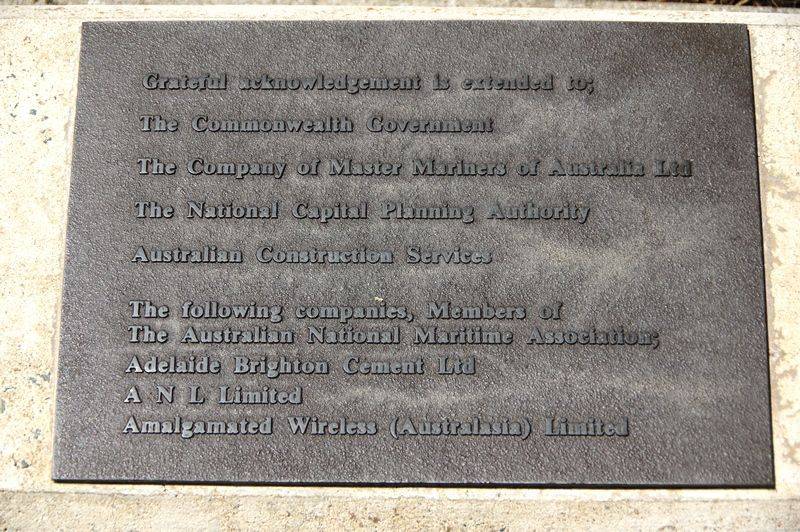 Grateful acknowledgement is extended to;
The Commonwealth Government
The Company of Master Mariners of Australia Ltd
The National Capital Planning Authority
Australian Construction Services
The following companies, Members of
The Australian National Maritime Association;
Adelaide Brighton Cement Ltd
A N L Limited
Amalgamated Wireless (Australasia) Limited